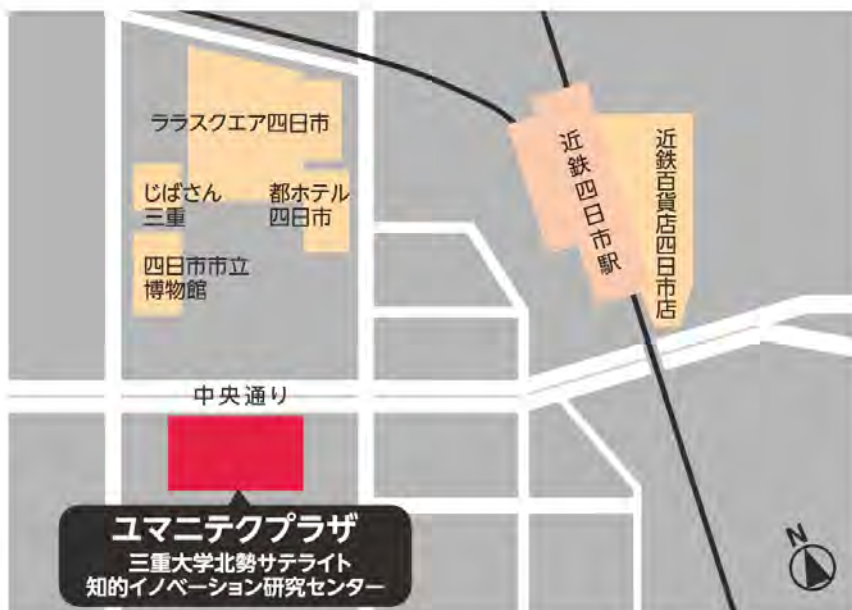 ララスクエア四日市
じばさん
三重
都ホテル
四日市
四日市市立
博物館
近鉄四日市駅
近鉄百貨店四日市店
中央通り
ユマニテクプラザ
三重大学北勢サテライト
知的イノベーション研究センター
N